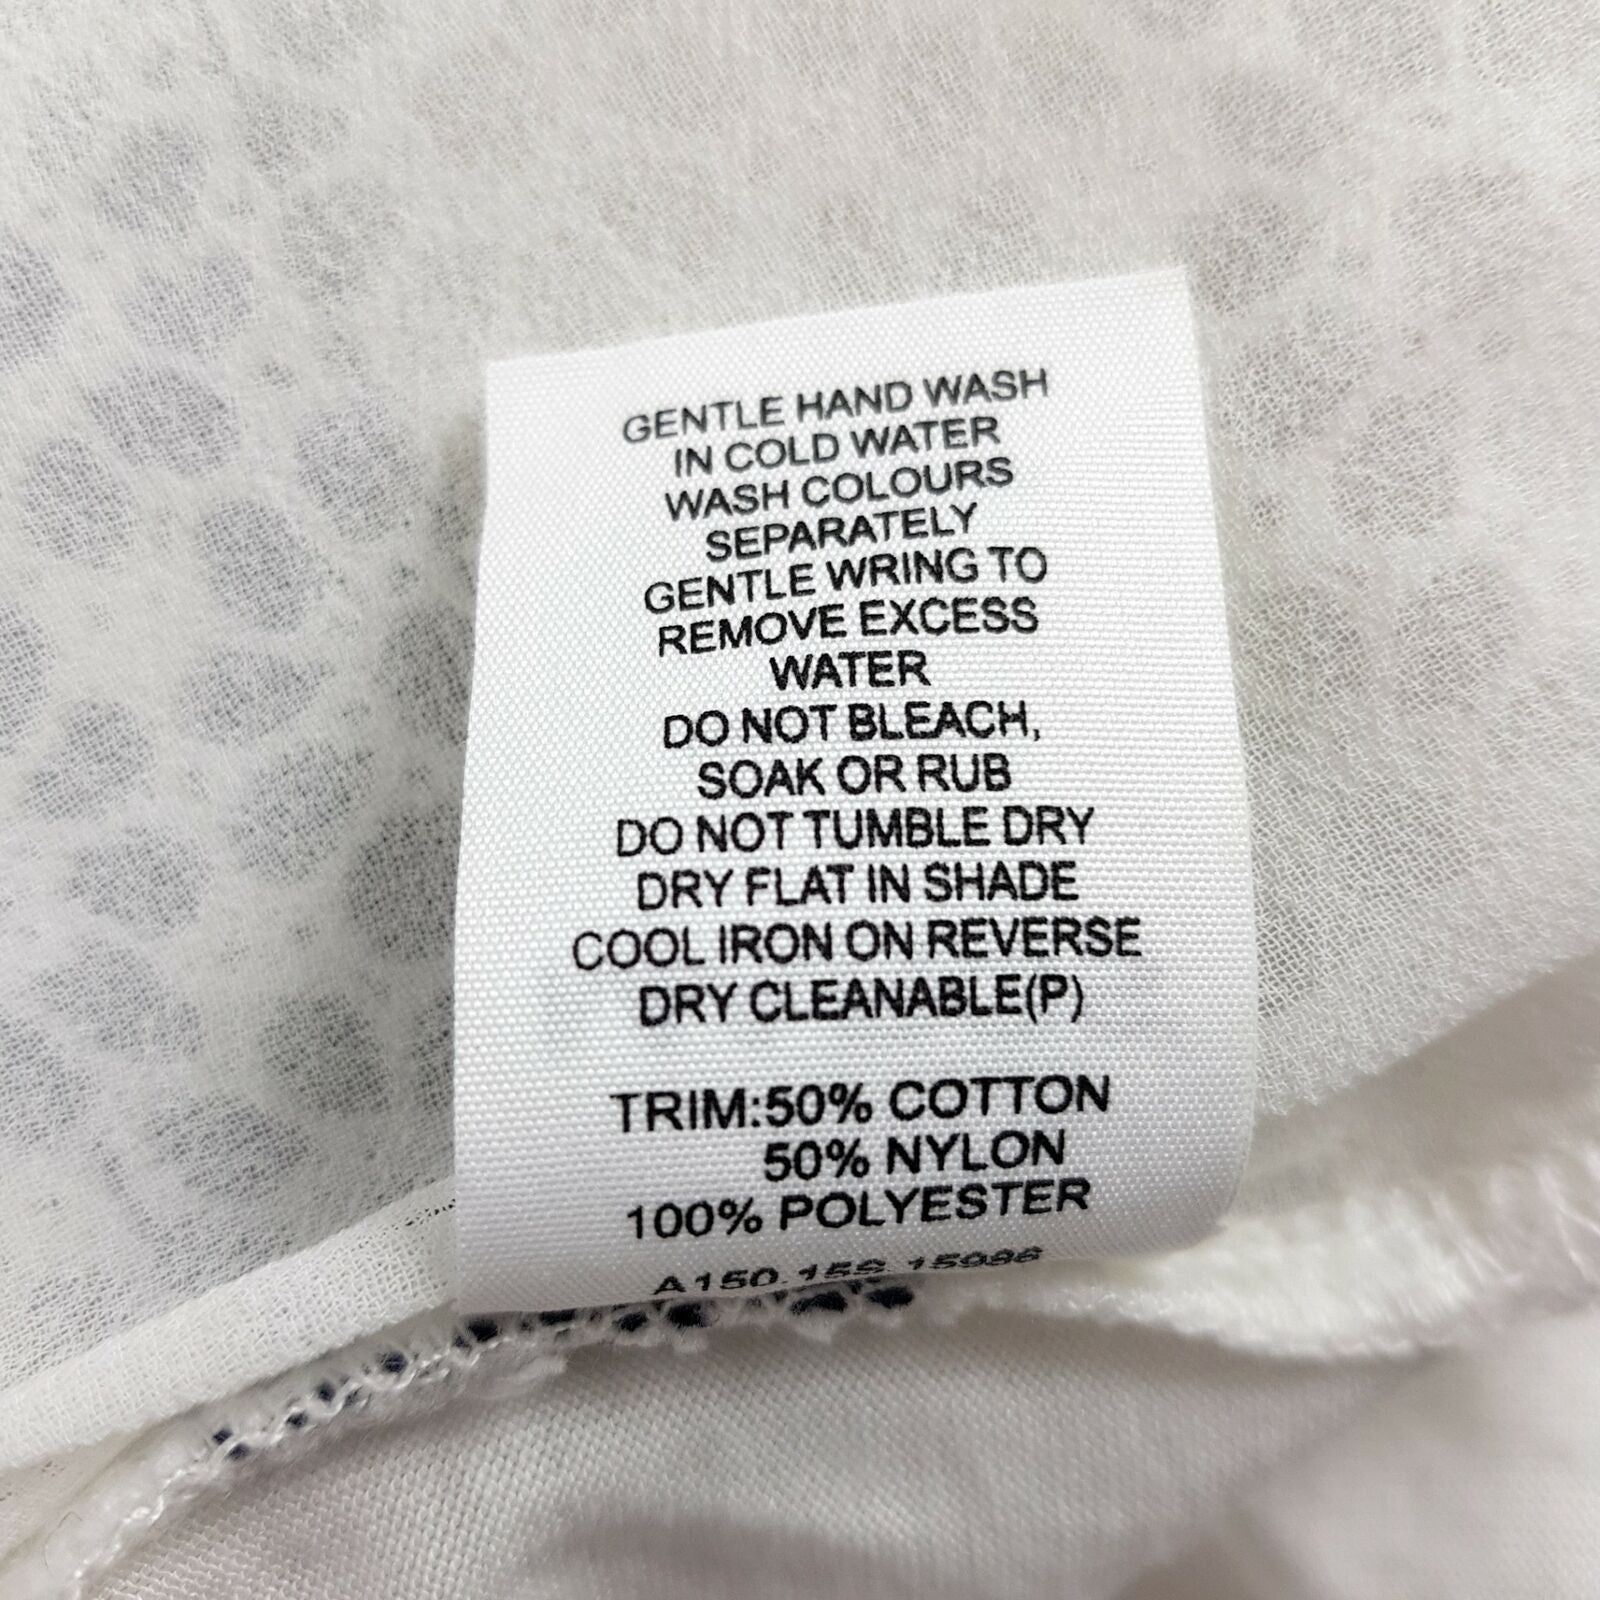 GENTLE HAND WASH
IN COLD WATER
WASH COLOURS
SEPARATELY
GENTLE WRING TO
REMOVE EXCESS
WATER
DO NOT BLEACH,
SOAK OR RUB
DO NOT TUMBLE DRY
DRY FLAT IN SHADE
COOL IRON ON REVERSE
DRY CLEANABLE(P)
TRIM:50% COTTON
50% NYLON
100% POLYESTER
A150